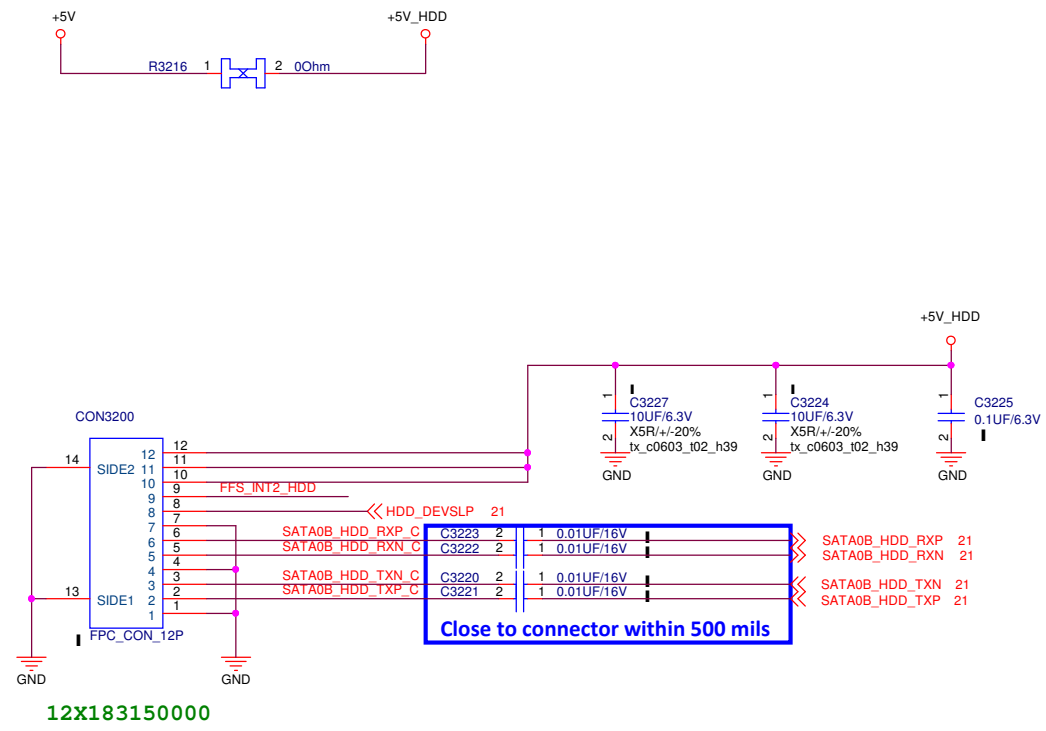 +5V +5V_HDD
R3216 1 2 0Ohm
+5V_HDD
1 1 1
C3227 C3224 C3225
10UF/6.3V 10UF/6.3V 0.1UF/6.3V
X5R/+/-20% X5R/+/-20%
2 tx_c0603_t02_h39 2 tx_c0603_t02_h39 2
GND GND GND
CON3200
12 12
14 SIDE2 11 11
10 10
9 9 FFS_INT2_HDD
8 8 HDD_DEVSLP 21
7 7
6 6 SATA0B_HDD_RXP_C C3223 2 1 0.01UF/16V SATA0B_HDD_RXP 21
5 5 SATA0B_HDD_RXN_C C3222 2 1 0.01UF/16V SATA0B_HDD_RXN 21
4 4
3 3 SATA0B_HDD_TXN_C C3220 2 1 0.01UF/16V SATA0B_HDD_TXN 21
13 SIDE1 2 2 SATA0B_HDD_TXP_C C3221 2 1 0.01UF/16V SATA0B_HDD_TXP 21
1 1
Close to connector within 500 mils
FPC_CON_12P
GND GND
12X183150000